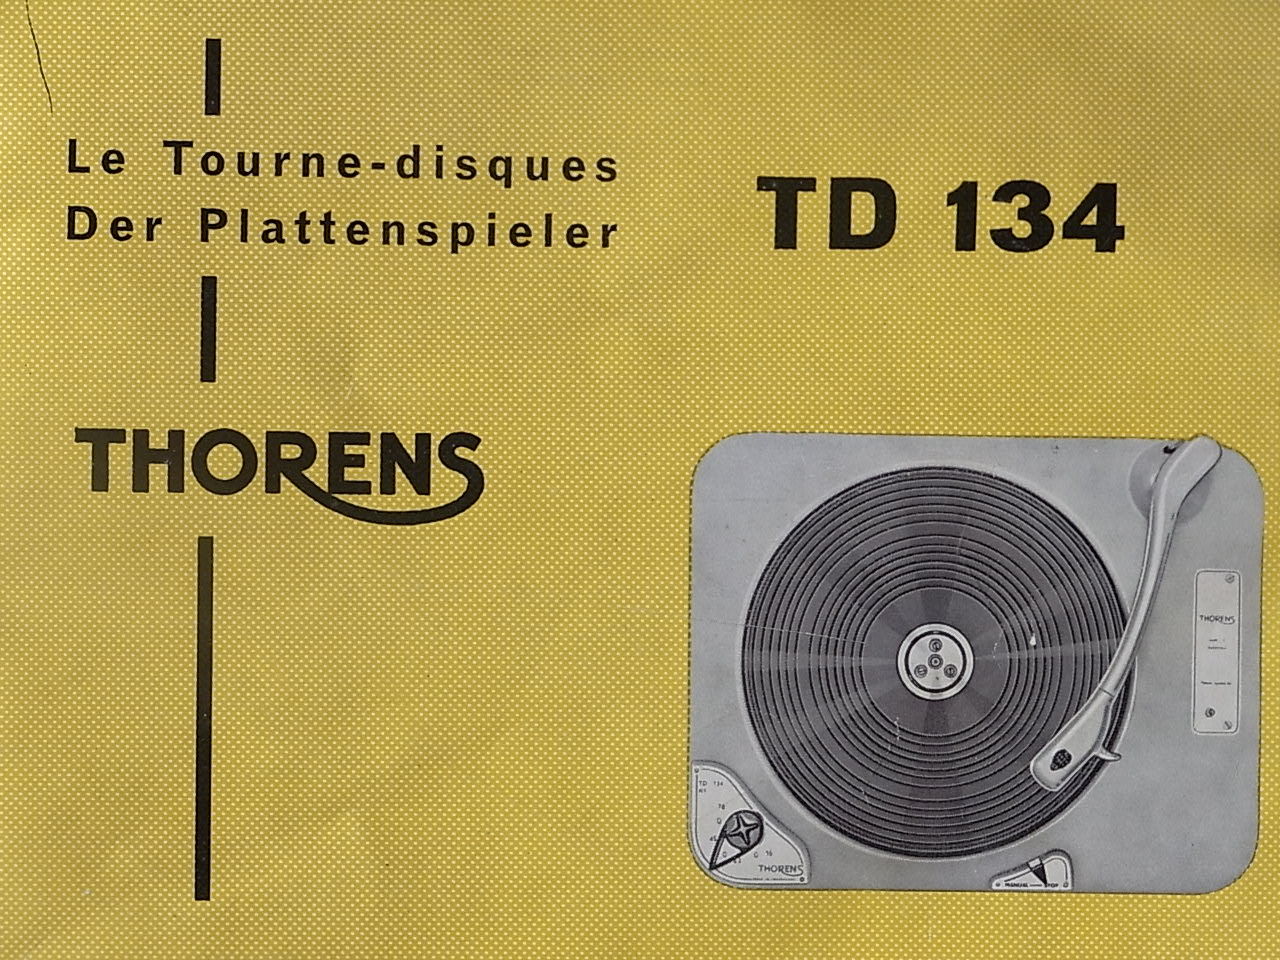 Le Tourne-disques
Der Plattenspieler
TD 134
THORENS
THORENS
TD 134
78
45
16
THORENS
MANUAL STOP